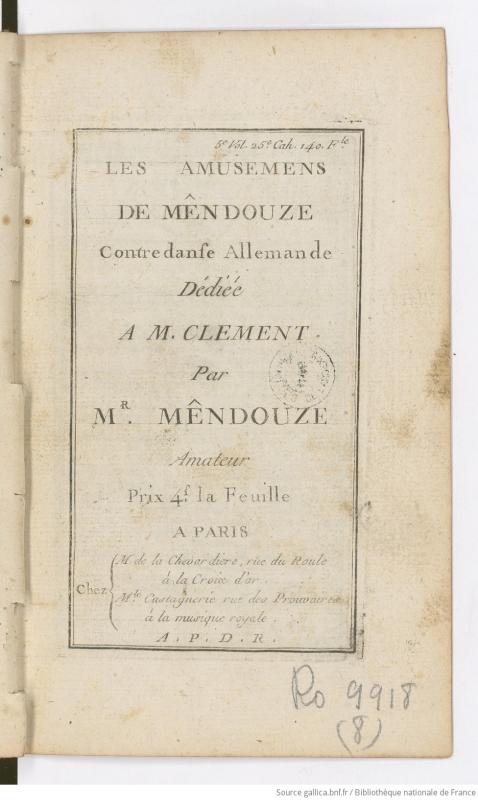 5ᵉ Vol. 25ᵉ Cah. 140. Fˡᵉ.
LES AMUSEMENS
DE MÊNDOUZE
Contredanſe Allemande
Dédiée
A M. CLEMENT
Par
Mᴿ. MÊNDOUZE
Amateur
Prix 4ſ. la Feuille
A PARIS
Chez
M. de la Chevardière, rue du Roule
à la Croix d'or.
Mˡˡᵉ Castagnerie rue des Prouvaires
à la musique royale.
A. P. D. R.
Ro 9918
(8)
Source gallica.bnf.fr / Bibliothèque nationale de France